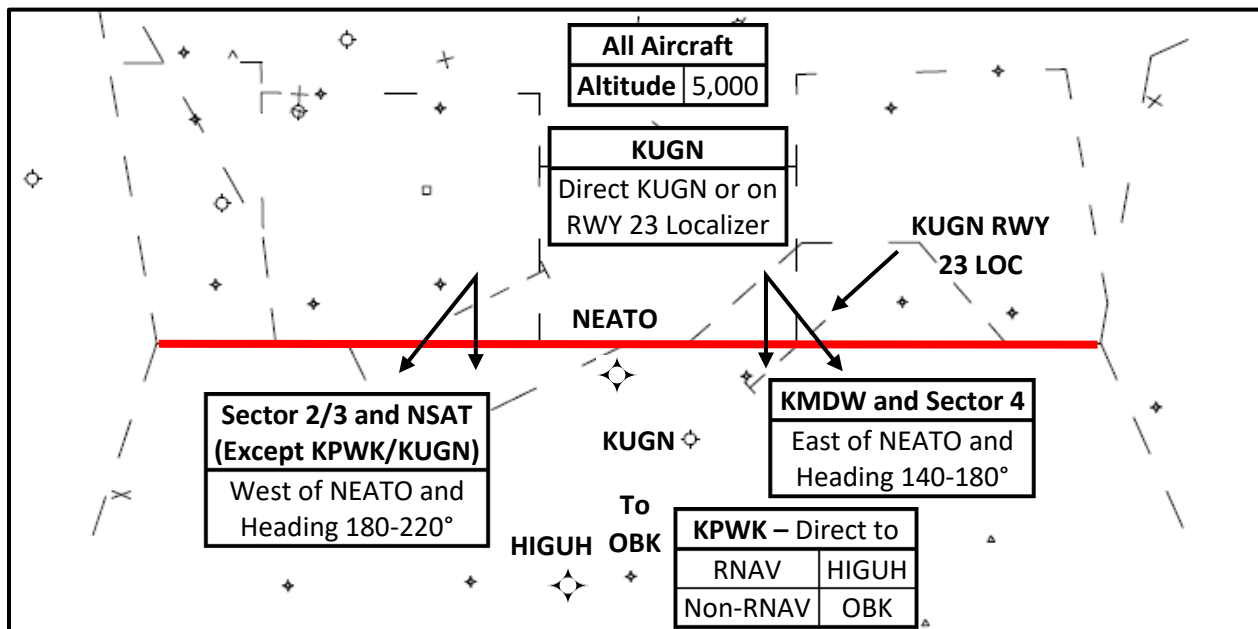 All Aircraft
Altitude 5,000
KUGN
Direct KUGN or on
RWY 23 Localizer
KUGN RWY
23 LOC
NEATO
Sector 2/3 and NSAT
(Except KPWK/KUGN)
West of NEATO and
Heading 180-220°
KMDW and Sector 4
East of NEATO and
Heading 140-180°
KUGN
To
OBK
HIGUH
KPWK – Direct to
RNAV HIGUH
Non-RNAV OBK